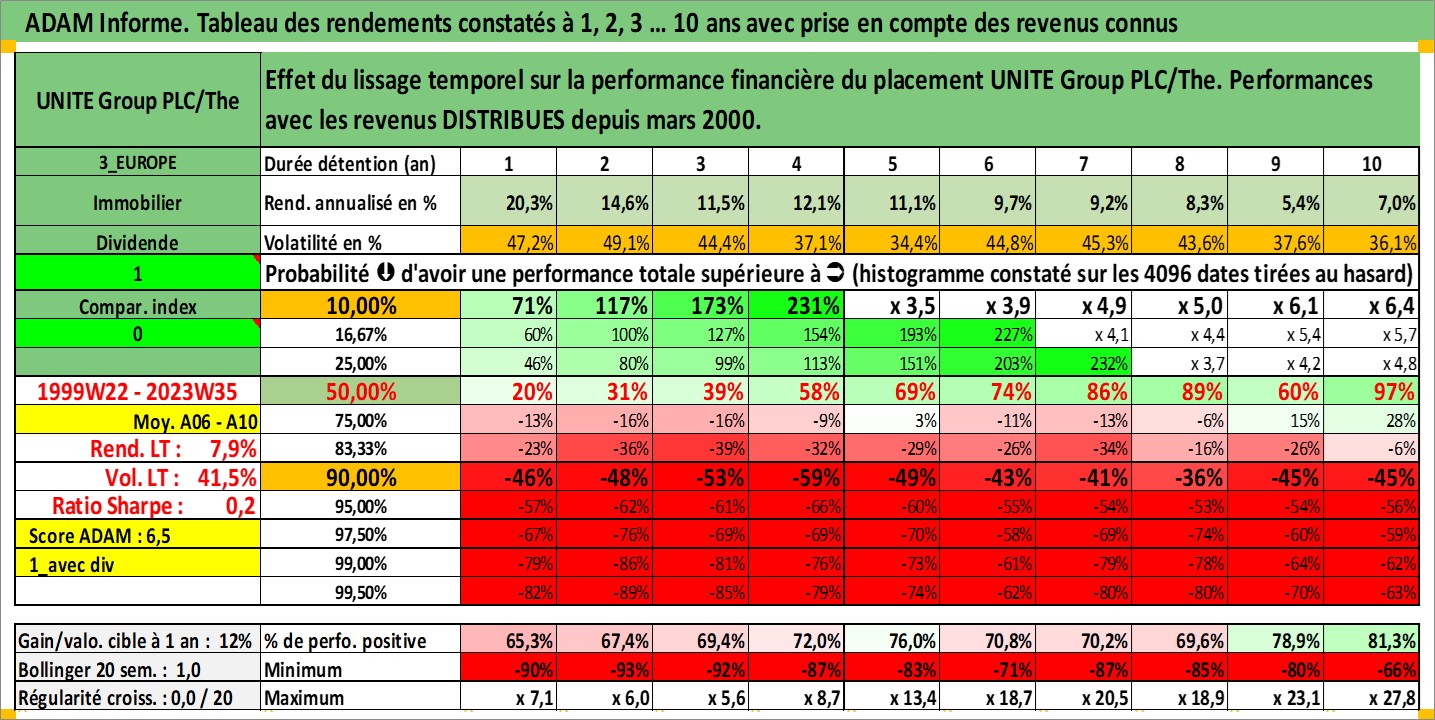 ADAM Informe. Tableau des rendements constatés à 1, 2, 3 ... 10 ans avec prise en compte des revenus connus
UNITE Group PLC/The
Effet du lissage temporel sur la performance financière du placement UNITE Group PLC/The. Performances
avec les revenus DISTRIBUES depuis mars 2000.
3_EUROPE Durée détention (an) 1 2 3 4 5 6 7 8 9 10
Immobilier Rend. annualisé en % 20,3% 14,6% 11,5% 12,1% 11,1% 9,7% 9,2% 8,3% 5,4% 7,0%
Dividende Volatilité en % 47,2% 49,1% 44,4% 37,1% 34,4% 44,8% 45,3% 43,6% 37,6% 36,1%
1 Probabilité ⮋ d'avoir une performance totale supérieure à ➲ (histogramme constaté sur les 4096 dates tirées au hasard)
Compar. index 10,00% 71% 117% 173% 231% x 3,5 x 3,9 x 4,9 x 5,0 x 6,1 x 6,4
0 16,67% 60% 100% 127% 154% 193% 227% x 4,1 x 4,4 x 5,4 x 5,7
25,00% 46% 80% 99% 113% 151% 203% 232% x 3,7 x 4,2 x 4,8
1999W22 - 2023W35 50,00% 20% 31% 39% 58% 69% 74% 86% 89% 60% 97%
Moy. A06 - A10 75,00% -13% -16% -16% -9% 3% -11% -13% -6% 15% 28%
Rend. LT : 7,9% 83,33% -23% -33% -39% -32% -29% -26% -34% -16% -26% -6%
Vol. LT : 41,5% 90,00% -46% -48% -53% -59% -49% -43% -41% -36% -45% -45%
Ratio Sharpe : 0,2 95,00% -57% -62% -61% -66% -60% -55% -54% -53% -54% -56%
Score ADAM : 6,5 97,50% -67% -76% -69% -69% -70% -58% -69% -74% -60% -59%
1_avec div 99,00% -79% -86% -81% -76% -73% -61% -79% -78% -64% -62%
99,50% -82% -89% -85% -79% -74% -62% -80% -80% -70% -63%
Gain/valo. cible à 1 an : 12% % de perfo. positive 65,3% 67,4% 69,4% 72,0% 76,0% 70,8% 70,2% 69,6% 78,9% 81,3%
Bollinger 20 sem. : 1,0 Minimum -90% -93% -92% -87% -83% -71% -87% -85% -80% -66%
Régularité croiss. : 0,0 / 20 Maximum x 7,1 x 6,0 x 5,6 x 8,7 x 13,4 x 18,7 x 20,5 x 18,9 x 23,1 x 27,8